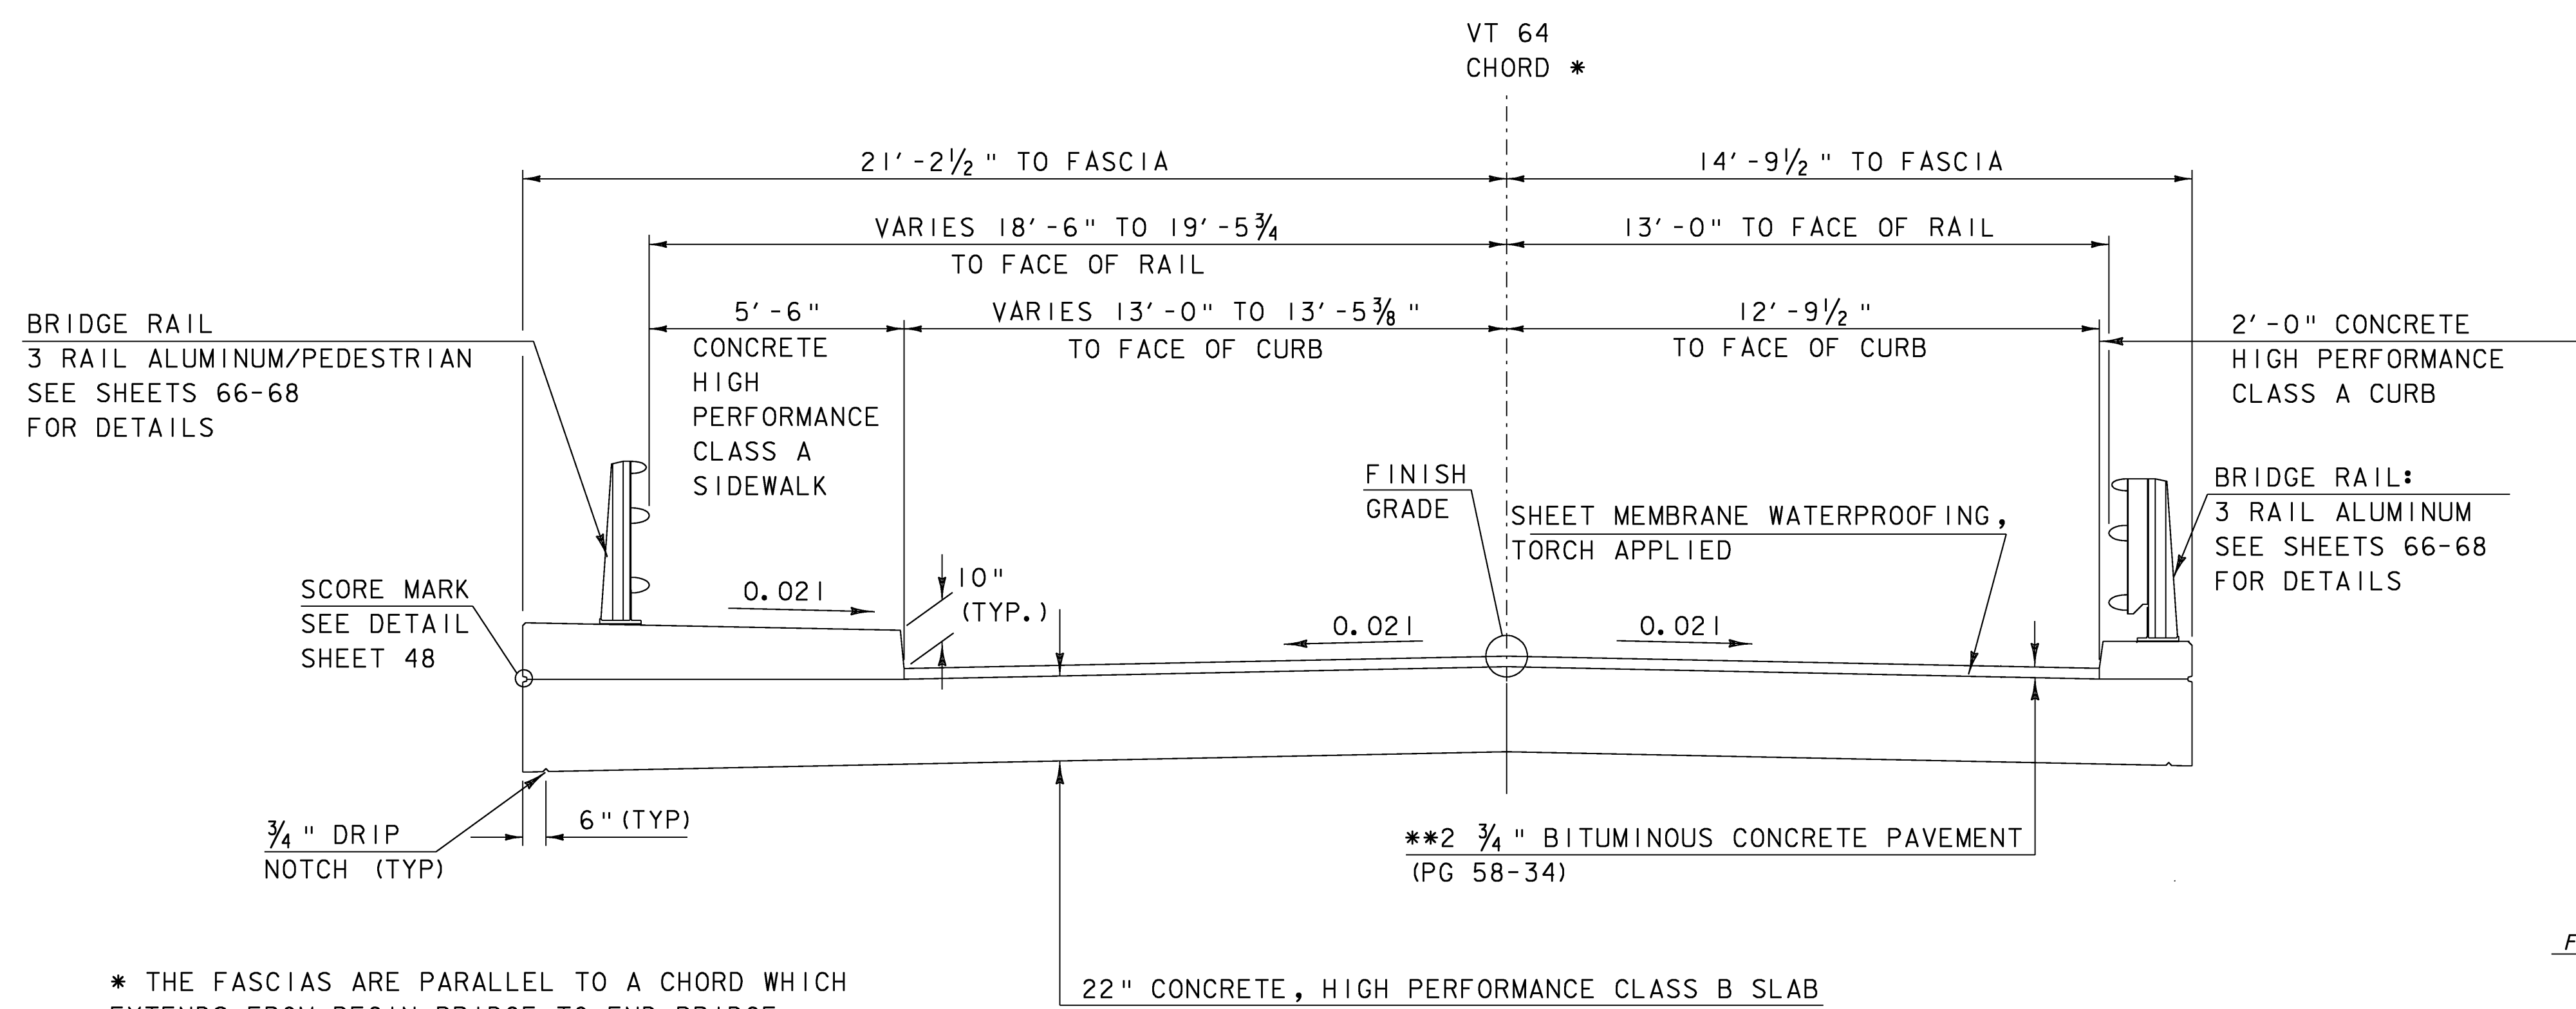 VT 64
CHORD *
21'-2½" TO FASCIA
14'-9½" TO FASCIA
VARIES 18'-6" TO 19'-5¾
TO FACE OF RAIL
13'-0" TO FACE OF RAIL
5'-6"
CONCRETE
HIGH
PERFORMANCE
CLASS A
SIDEWALK
VARIES 13'-0" TO 13'-5⅜"
TO FACE OF CURB
12'-9½"
TO FACE OF CURB
2'-0" CONCRETE
HIGH PERFORMANCE
CLASS A CURB
BRIDGE RAIL
3 RAIL ALUMINUM/PEDESTRIAN
SEE SHEETS 66-68
FOR DETAILS
FINISH
GRADE
SHEET MEMBRANE WATERPROOFING,
TORCH APPLIED
BRIDGE RAIL:
3 RAIL ALUMINUM
SEE SHEETS 66-68
FOR DETAILS
SCORE MARK
SEE DETAIL
SHEET 48
0.021
10"
(TYP.)
0.021
0.021
¾" DRIP
NOTCH (TYP)
6"(TYP)
**2 ¾" BITUMINOUS CONCRETE PAVEMENT
(PG 58-34)
22" CONCRETE, HIGH PERFORMANCE CLASS B SLAB
* THE FASCIAS ARE PARALLEL TO A CHORD WHICH
EXTENDS FROM BEGIN BRIDGE TO END BRIDGE